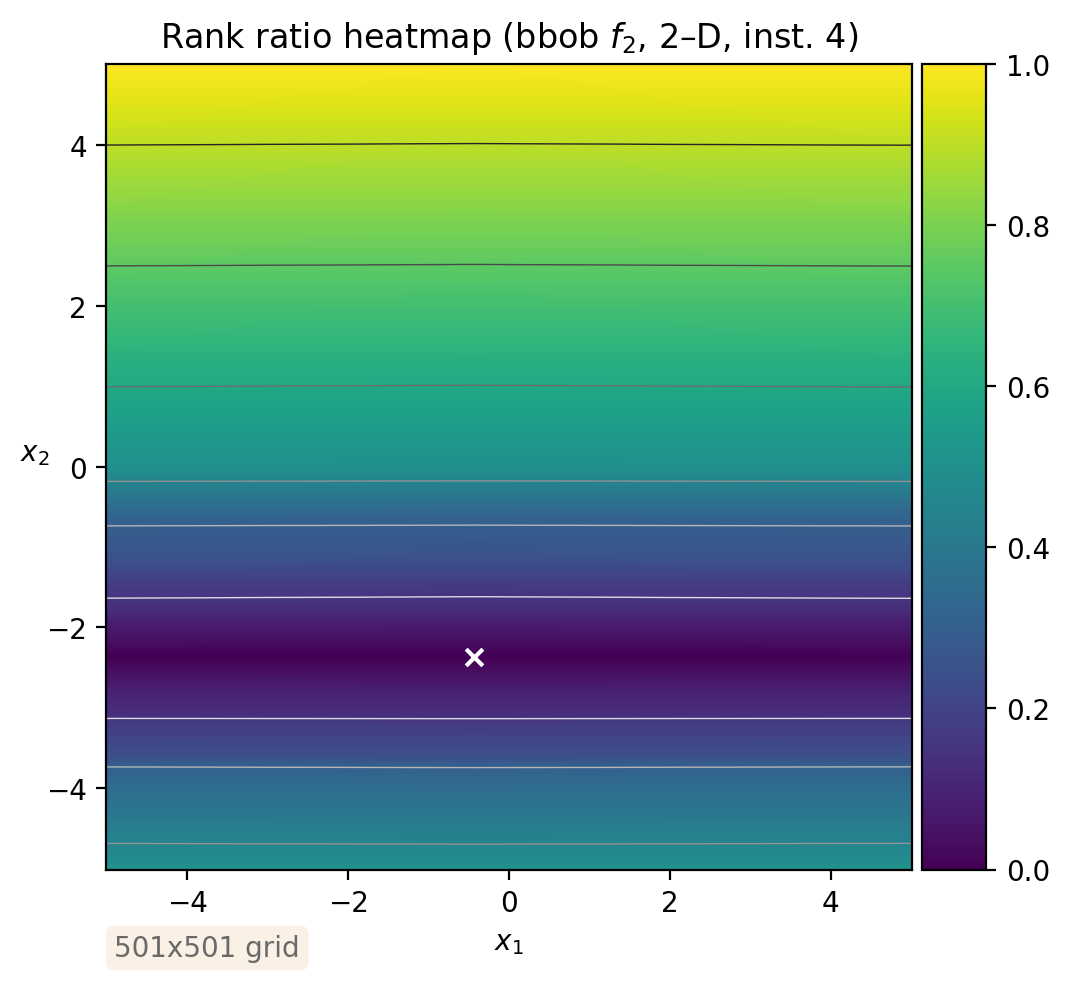 Rank ratio heatmap (bbob f₂, 2–D, inst. 4)
1.0
0.8
0.6
0.4
0.2
0.0
4
2
0
−2
−4
x₂
−4 −2 0 2 4
x₁
501x501 grid